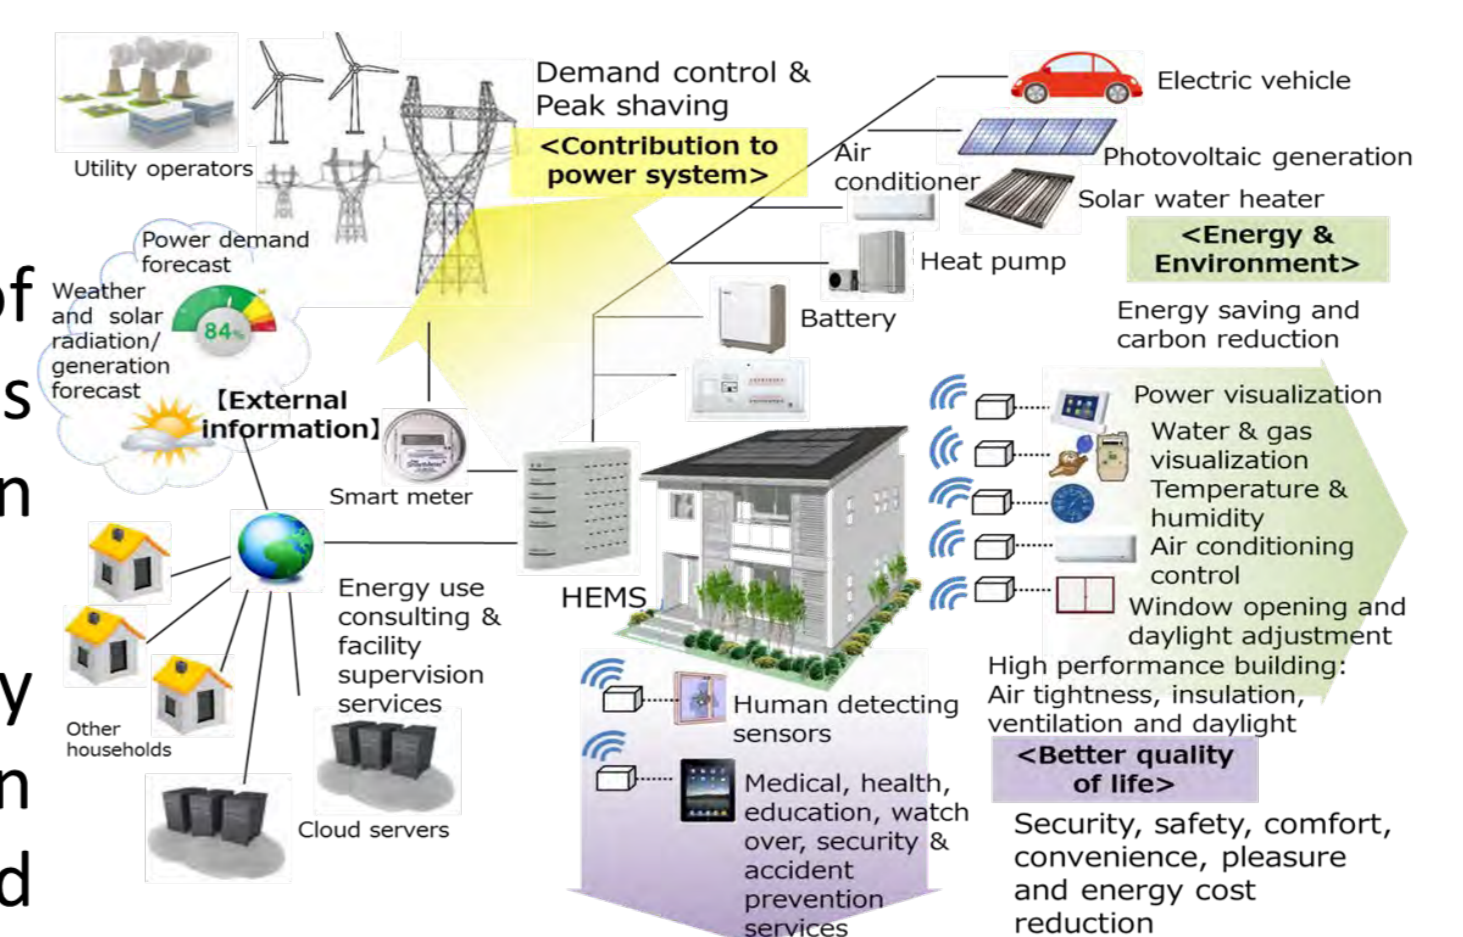 of
s
n
y
n
d
Utility operators
Demand control &
Peak shaving
<Contribution to
power system>
Electric vehicle
Photovoltaic generation
Air
conditioner
Solar water heater
Heat pump
Battery
<Energy &
Environment>
Energy saving and
carbon reduction
Power demand
forecast
Weather
and solar
radiation/
generation
forecast
84%
【External
information】
Smart meter
HEMS
Power visualization
Water & gas
visualization
Temperature &
humidity
Air conditioning
control
Window opening and
daylight adjustment
High performance building:
Air tightness, insulation,
ventilation and daylight
Energy use
consulting &
facility
supervision
services
Other
households
Cloud servers
Human detecting
sensors
Medical, health,
education, watch
over, security &
accident
prevention
services
<Better quality
of life>
Security, safety, comfort,
convenience, pleasure
and energy cost
reduction